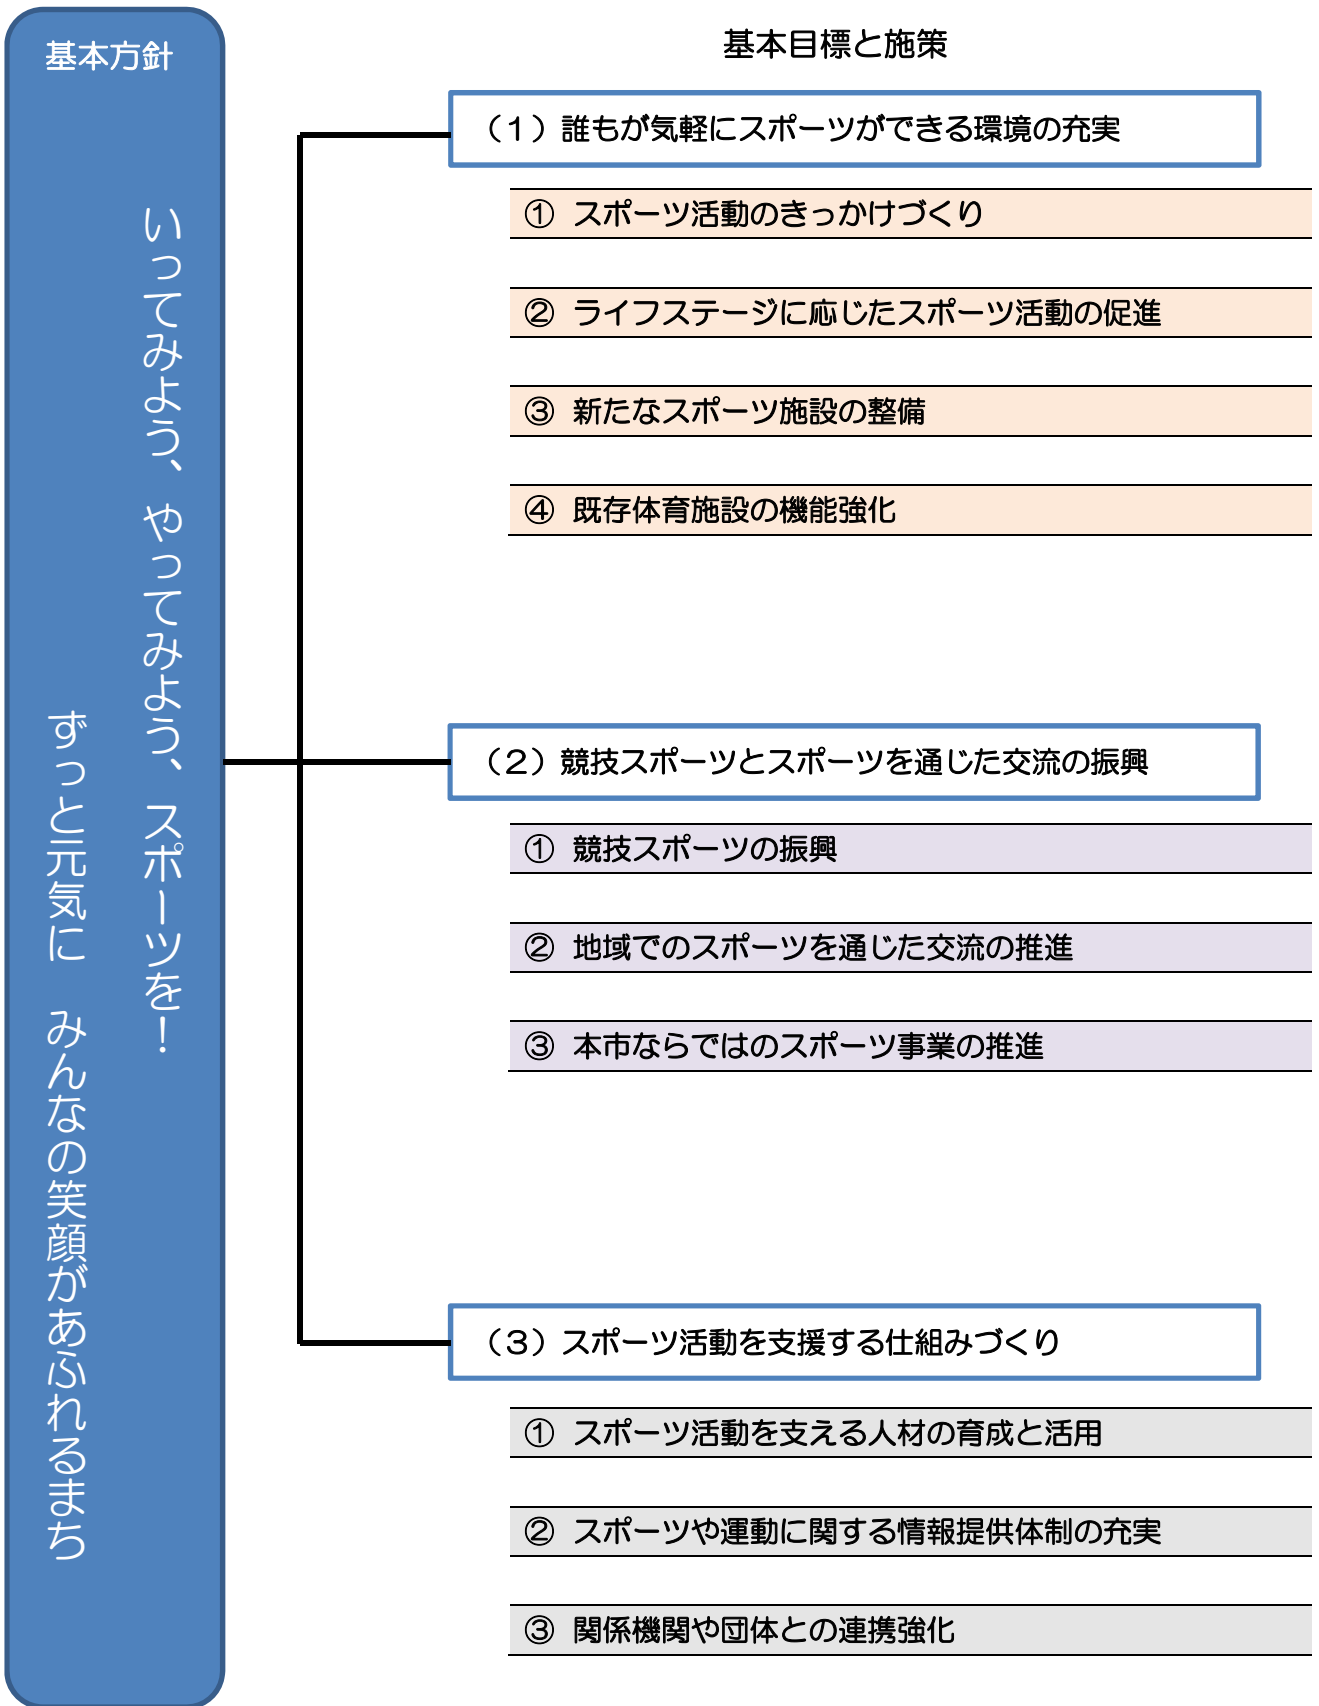 基本方針
いってみよう、やってみよう、スポーツを！
ずっと元気に　みんなの笑顔があふれるまち
基本目標と施策
（１）誰もが気軽にスポーツができる環境の充実
① スポーツ活動のきっかけづくり
② ライフステージに応じたスポーツ活動の促進
③ 新たなスポーツ施設の整備
④ 既存体育施設の機能強化
（２）競技スポーツとスポーツを通じた交流の振興
① 競技スポーツの振興
② 地域でのスポーツを通じた交流の推進
③ 本市ならではのスポーツ事業の推進
（３）スポーツ活動を支援する仕組みづくり
① スポーツ活動を支える人材の育成と活用
② スポーツや運動に関する情報提供体制の充実
③ 関係機関や団体との連携強化